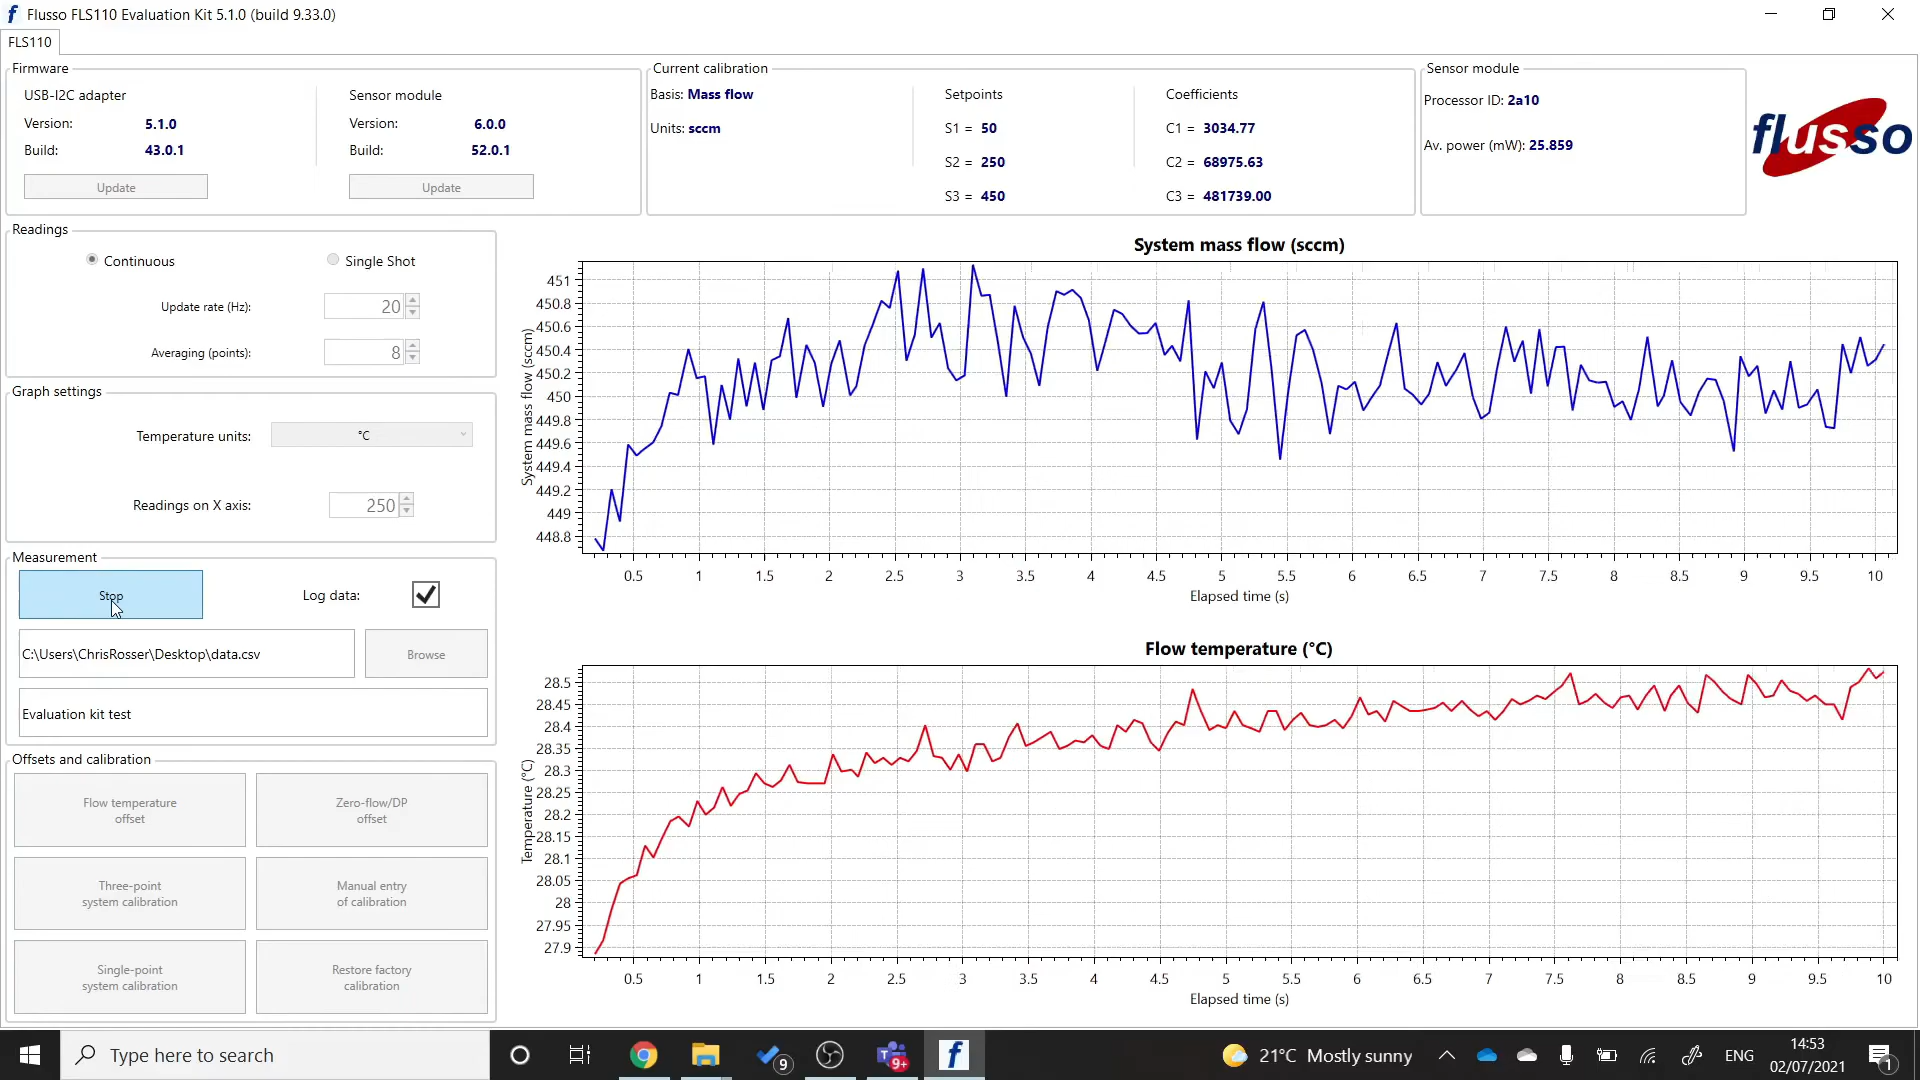 Flusso FLS110 Evaluation Kit 5.1.0 (build 9.33.0)
FLS110
Firmware
USB-I2C adapter
Version: 5.1.0
Build: 43.0.1
Update
Sensor module
Version: 6.0.0
Build: 52.0.1
Update
Current calibration
Basis: Mass flow
Units: sccm
Setpoints
S1 = 50
S2 = 250
S3 = 450
Coefficients
C1 = 3034.77
C2 = 68975.63
C3 = 481739.00
Sensor module
Processor ID: 2a10
Av. power (mW): 25.859
flusso
Readings
Continuous
Single Shot
Update rate (Hz): 20
Averaging (points): 8
Graph settings
Temperature units: °C
Readings on X axis: 250
Measurement
Stop
Log data:
C:\Users\ChrisRosser\Desktop\data.csv
Browse
Evaluation kit test
Offsets and calibration
Flow temperature
offset
Zero-flow/DP
offset
Three-point
system calibration
Manual entry
of calibration
Single-point
system calibration
Restore factory
calibration
System mass flow (sccm)
System mass flow (sccm)
451
450.8
450.6
450.4
450.2
450
449.8
449.6
449.4
449.2
449
448.8
0.5 1 1.5 2 2.5 3 3.5 4 4.5 5 5.5 6 6.5 7 7.5 8 8.5 9 9.5 10
Elapsed time (s)
Flow temperature (°C)
Temperature (°C)
28.5
28.45
28.4
28.35
28.3
28.25
28.2
28.15
28.1
28.05
28
27.95
27.9
0.5 1 1.5 2 2.5 3 3.5 4 4.5 5 5.5 6 6.5 7 7.5 8 8.5 9 9.5 10
Elapsed time (s)
Type here to search
9
9+
f
21°C Mostly sunny
ENG
14:53
02/07/2021
1